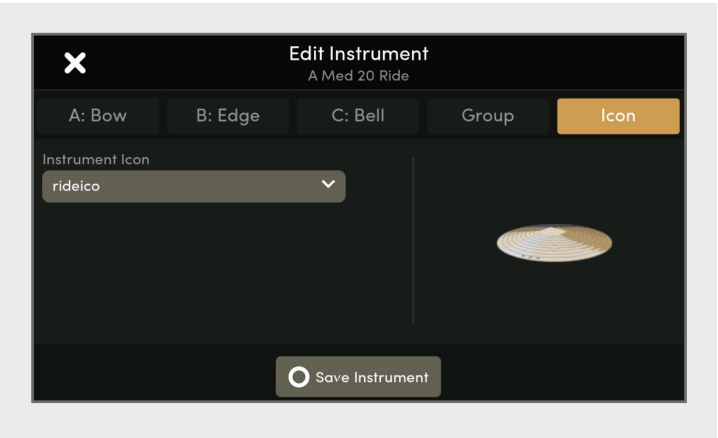 Edit Instrument
A Med 20 Ride
A: Bow
B: Edge
C: Bell
Group
Icon
Instrument Icon
rideico
Save Instrument